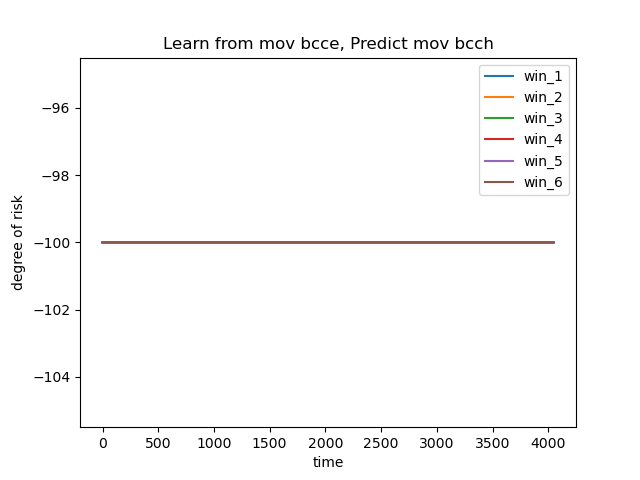 Learn from mov bcce, Predict mov bcch
win_1
win_2
win_3
win_4
win_5
win_6
−96
−98
−100
−102
−104
degree of risk
0 500 1000 1500 2000 2500 3000 3500 4000
time